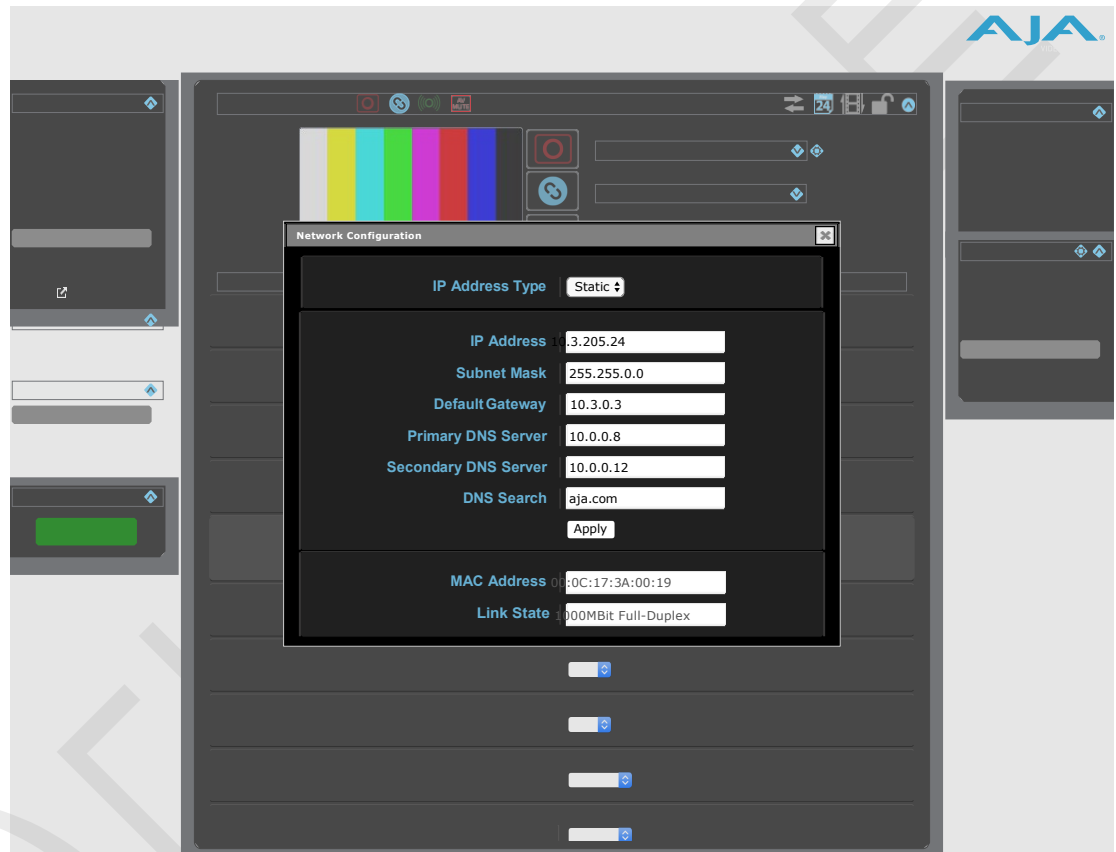 AJA
AV MUTE
24
Network Configuration
IP Address Type Static
IP Address 10.3.205.24
Subnet Mask 255.255.0.0
Default Gateway 10.3.0.3
Primary DNS Server 10.0.0.8
Secondary DNS Server 10.0.0.12
DNS Search aja.com
Apply
MAC Address 00:0C:17:3A:00:19
Link State 1000MBit Full-Duplex